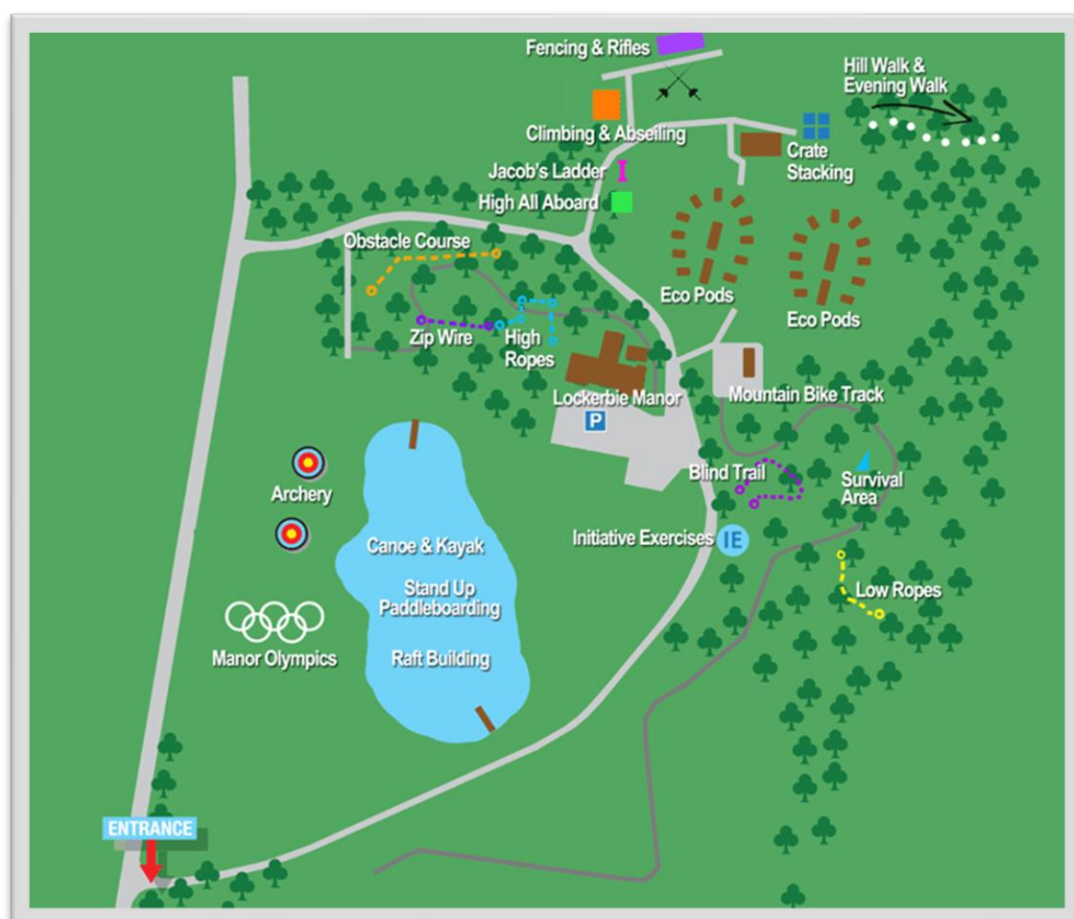 Fencing & Rifles
Hill Walk &
Evening Walk
Climbing & Abseiling
Crate
Stacking
Jacob's Ladder
High All Aboard
Obstacle Course
Eco Pods
Eco Pods
Zip Wire
High
Ropes
Lockerbie Manor
Mountain Bike Track
P
Blind Trail
Survival
Area
Archery
Initiative Exercises
IE
Canoe & Kayak
Stand Up
Paddleboarding
Low Ropes
Manor Olympics
Raft Building
ENTRANCE